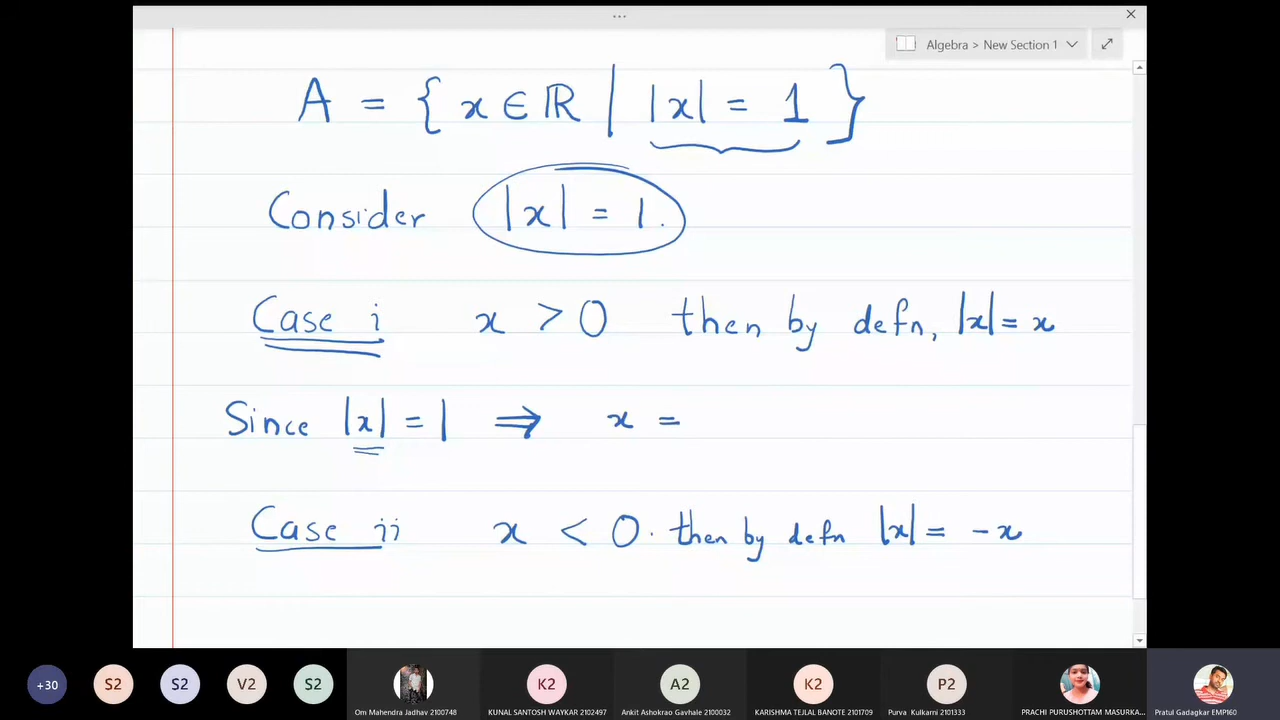 Algebra > New Section 1
A = { x ∈ ℝ | |x| = 1 }
Consider |x| = 1.
Case i x > 0 then by defn, |x| = x
Since |x| = 1 ⇒ x =
Case ii x < 0. then by defn |x| = -x
+30 S2 S2 V2 S2 K2 A2 K2 P2
Om Mahendra Jadhav 2100748 KUNAL SANTOSH WAYKAR 2102497 Ankit Ashokrao Gavhale 2100032 KARISHMA TEJLAL BANOTE 2101709 Purva Kulkarni 2101333 PRACHI PURUSHOTTAM MASURKA... Pratul Gadagkar EMP160